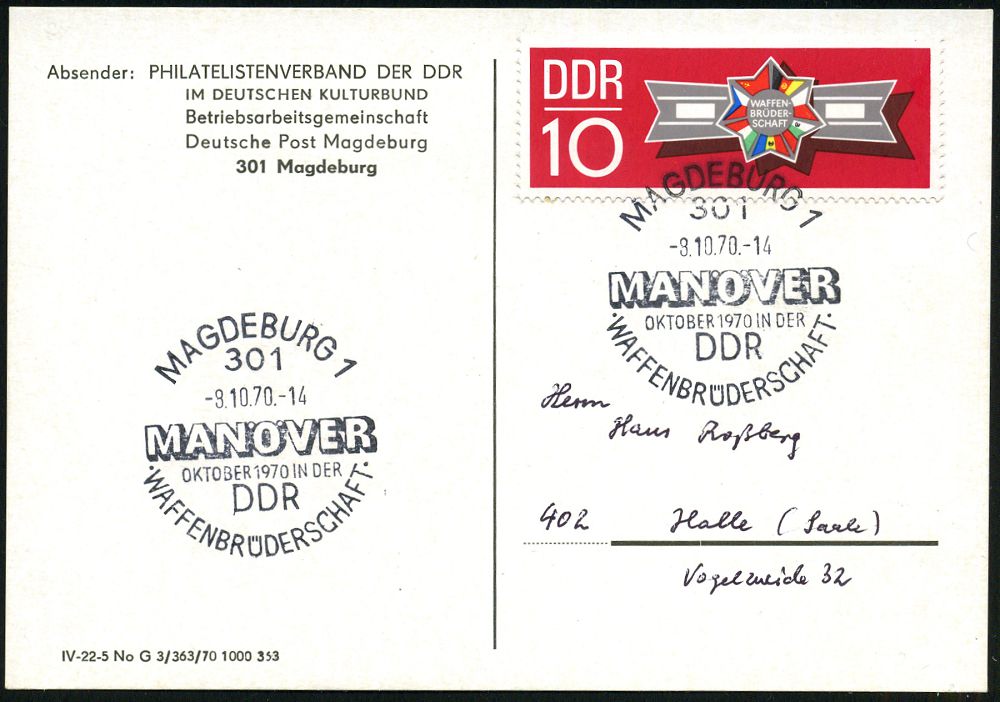 Absender: PHILATELISTENVERBAND DER DDR
IM DEUTSCHEN KULTURBUND
Betriebsarbeitsgemeinschaft
Deutsche Post Magdeburg
301 Magdeburg
MAGDEBURG 1
301
-8.10.70.-14
MANÖVER
OKTOBER 1970 IN DER
DDR
·WAFFENBRÜDERSCHAFT·
IV-22-5 No G 3/363/70 1000 353
DDR
10
WAFFEN-
BRÜDER-
SCHAFT
MAGDEBURG 1
301
-8.10.70.-14
MANÖVER
OKTOBER 1970 IN DER
DDR
·WAFFENBRÜDERSCHAFT·
Herrn
Hans Roßberg
402 Halle (Saale)
Vogelweide 32